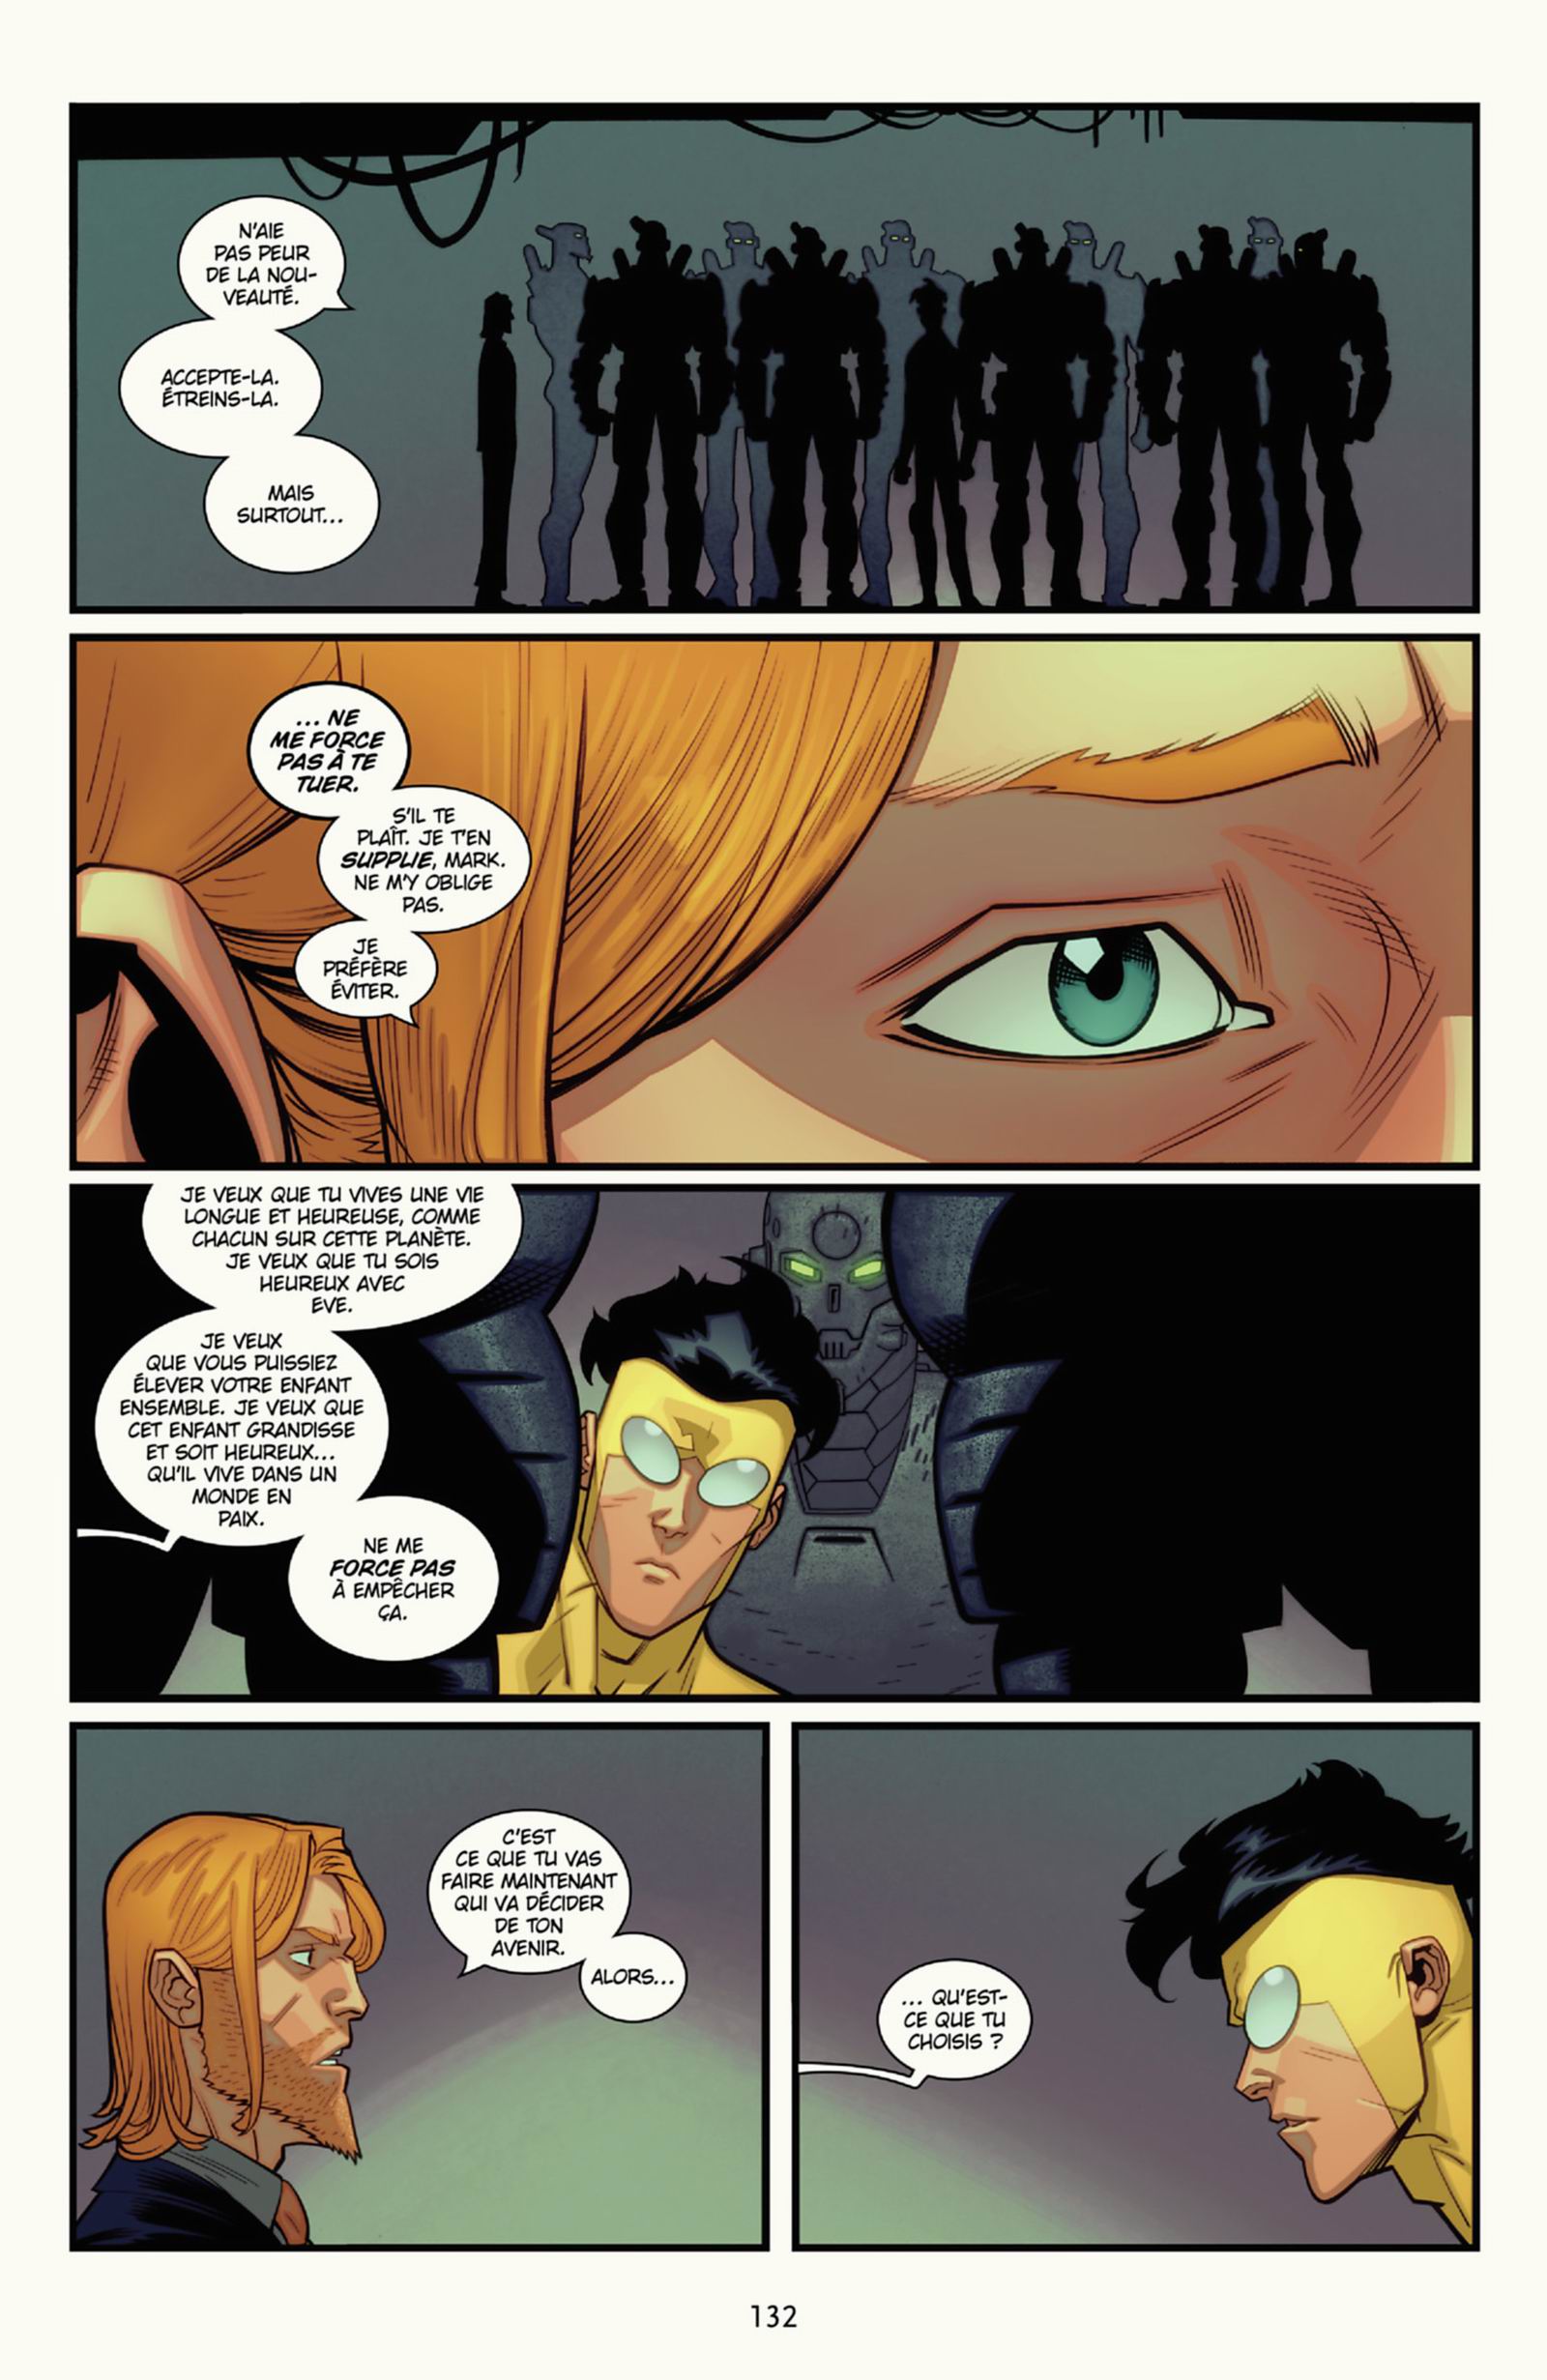 N'AIE
PAS PEUR
DE LA NOU-
VEAUTÉ.
ACCEPTE-LA.
ÉTREINS-LA.
MAIS
SURTOUT...
... NE
ME FORCE
PAS À TE
TUER.
S'IL TE
PLAÎT. JE T'EN
SUPPLIE, MARK.
NE M'Y OBLIGE
PAS.
JE
PRÉFÈRE
ÉVITER.
JE VEUX QUE TU VIVES UNE VIE
LONGUE ET HEUREUSE, COMME
CHACUN SUR CETTE PLANÈTE.
JE VEUX QUE TU SOIS
HEUREUX AVEC
EVE.
JE VEUX
QUE VOUS PUISSIEZ
ÉLEVER VOTRE ENFANT
ENSEMBLE. JE VEUX QUE
CET ENFANT GRANDISSE
ET SOIT HEUREUX...
QU'IL VIVE DANS UN
MONDE EN
PAIX.
NE ME
FORCE PAS
À EMPÊCHER
ÇA.
C'EST
CE QUE TU VAS
FAIRE MAINTENANT
QUI VA DÉCIDER
DE TON
AVENIR.
ALORS...
... QU'EST-
CE QUE TU
CHOISIS ?
132